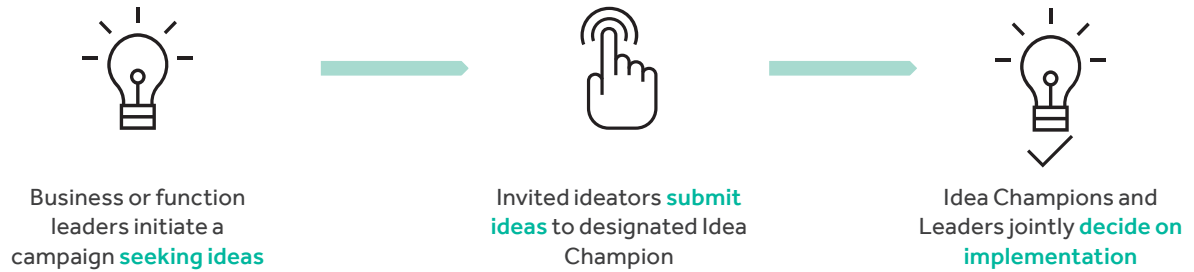 Business or function
leaders initiate a
campaign seeking ideas
Invited ideators submit
ideas to designated Idea
Champion
Idea Champions and
Leaders jointly decide on
implementation